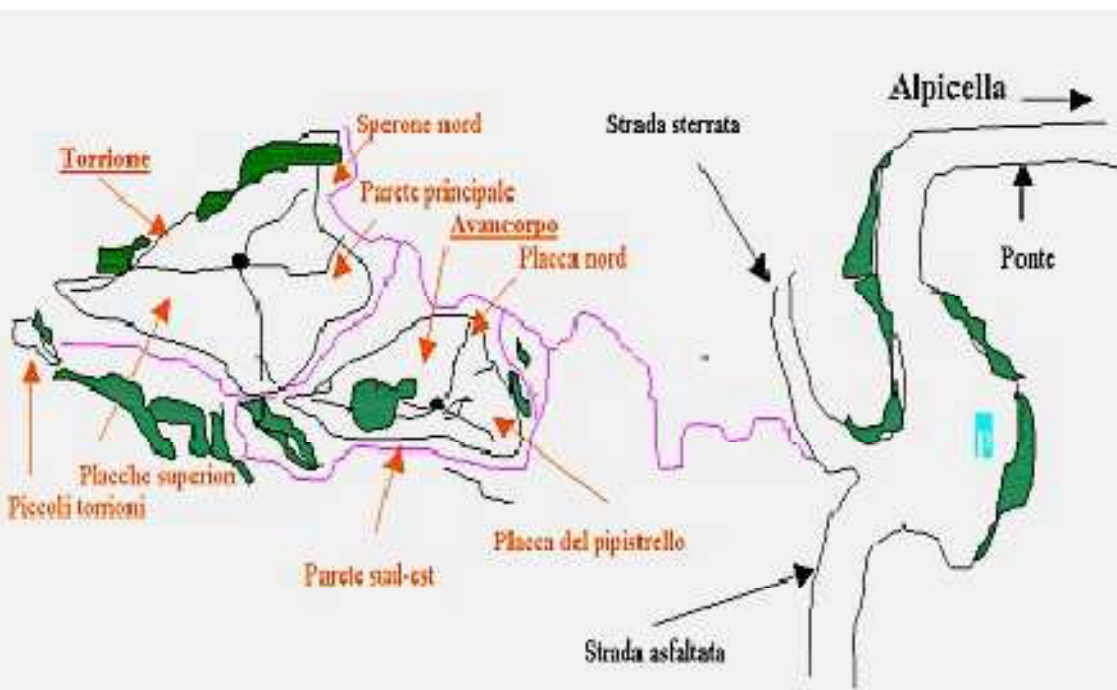 Alpicella
Sperone nord
Strada sterrata
Torrione
Parete principale
Avancorpo
Placca nord
Ponte
P
Placche superiori
Piccoli torrioni
Placca del pipistrello
Parete sud-est
Strada asfaltata